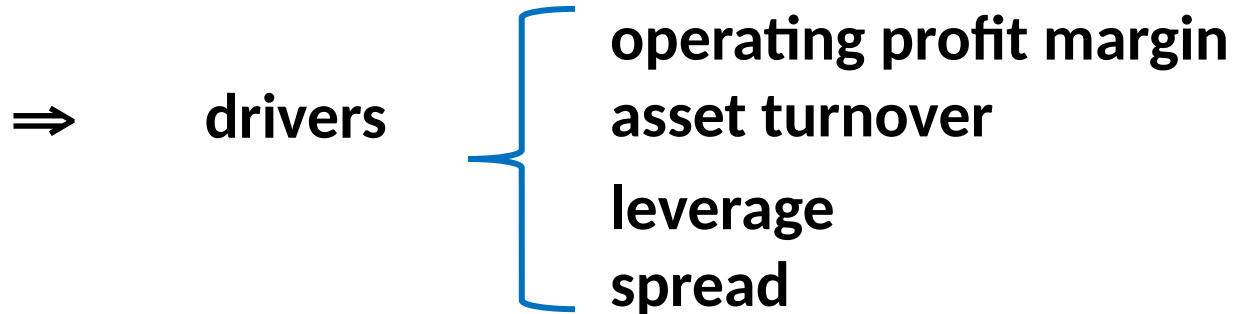 operating profit margin
⇒ drivers asset turnover
leverage
spread